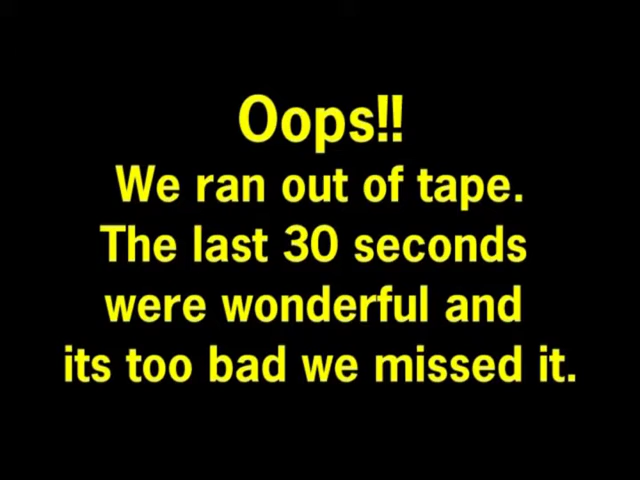 Oops!!
We ran out of tape.
The last 30 seconds
were wonderful and
its too bad we missed it.